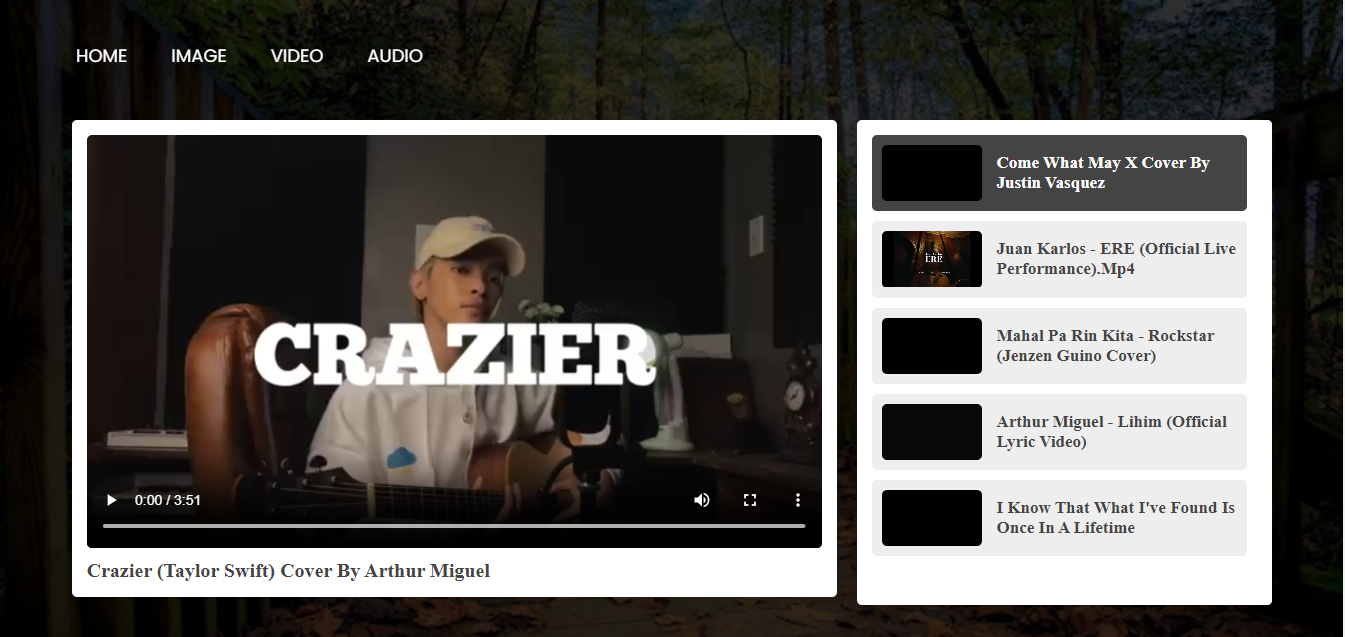 HOME IMAGE VIDEO AUDIO
CRAZIER
0:00 / 3:51
Crazier (Taylor Swift) Cover By Arthur Miguel
Come What May X Cover By
Justin Vasquez
ERE
Juan Karlos - ERE (Official Live
Performance).Mp4
Mahal Pa Rin Kita - Rockstar
(Jenzen Guino Cover)
Arthur Miguel - Lihim (Official
Lyric Video)
I Know That What I've Found Is
Once In A Lifetime